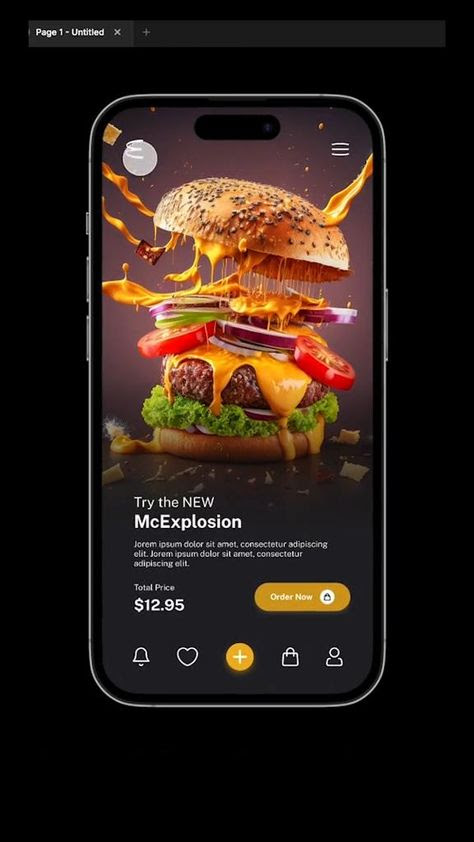 Page 1 - Untitled
Try the NEW
McExplosion
Jorem ipsum dolor sit amet, consectetur adipiscing
elit. Jorem ipsum dolor sit amet, consectetur
adipiscing elit.
Total Price
$12.95
Order Now